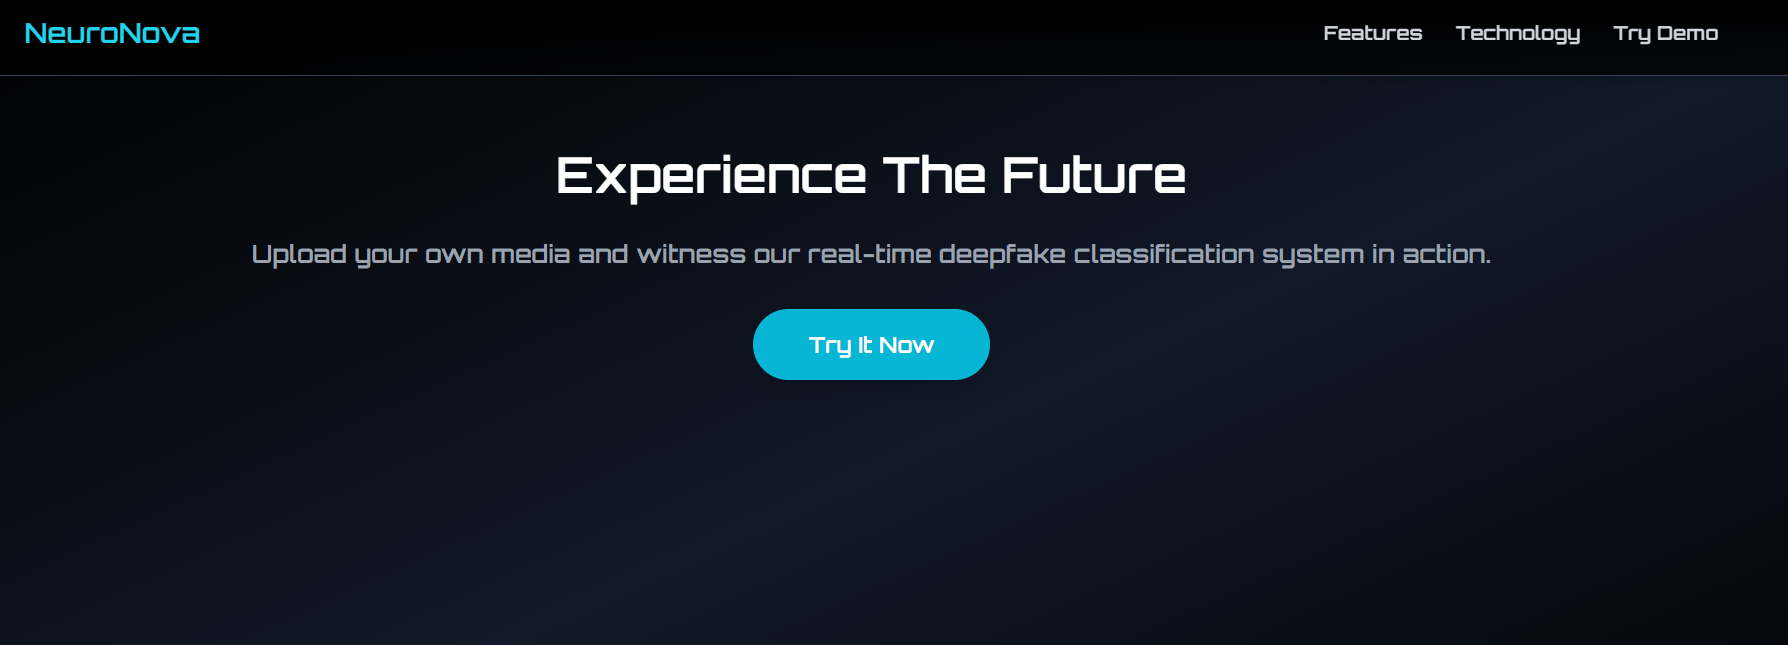 NeuroNova
Features Technology Try Demo
Experience The Future
Upload your own media and witness our real-time deepfake classification system in action.
Try It Now